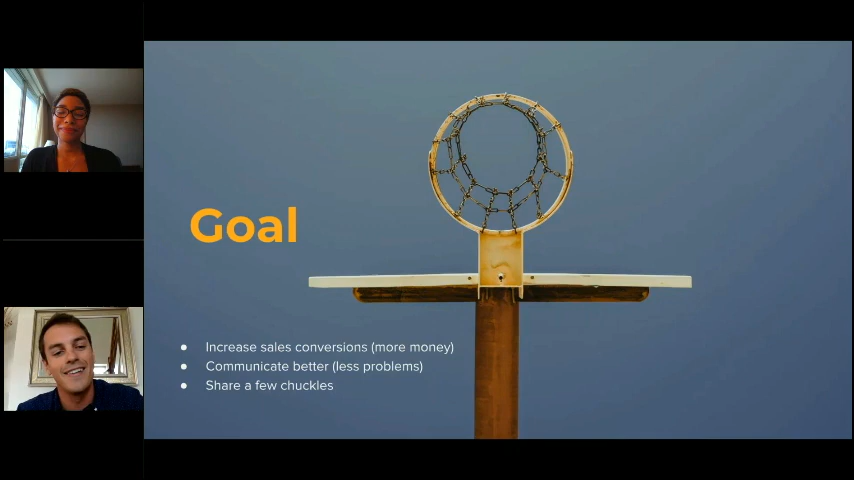 Goal
● Increase sales conversions (more money)
● Communicate better (less problems)
● Share a few chuckles